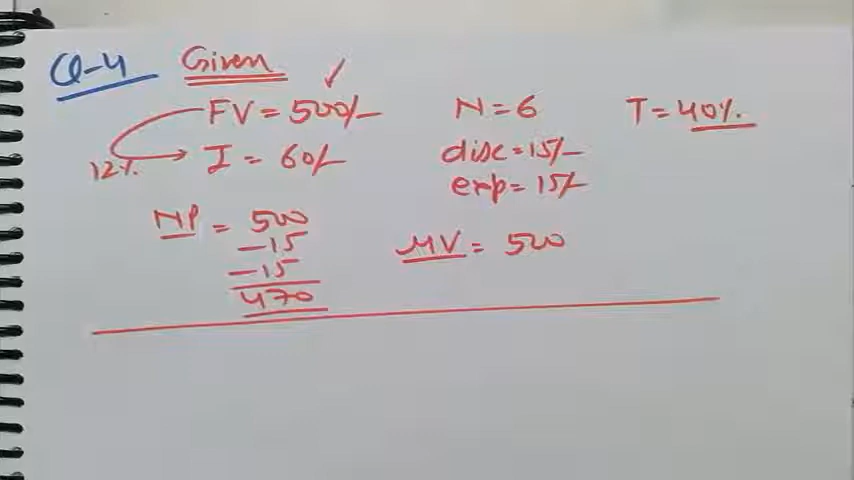 Q-4 Given
FV = 500/- N = 6 T = 40%.
12%. I = 60/- disc = 15/-
exp = 15/-
NP = 500
-15 MV = 500
-15
470